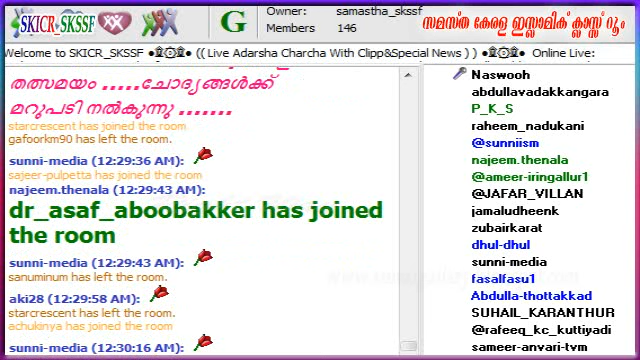 SKICR_SKSSF
G
Owner: samastha_skssf
Members 146
സമസ്ത കേരള ഇസ്ലാമിക് ക്ലാസ്സ് റൂം
Welcome to SKICR_SKSSF •۩۞۩• (( Live Adarsha Charcha With Clipp&Special News ) ) •۩۞۩• Online Live:
തത്സമയം .....ചോദ്യങ്ങൾക്ക്
മറുപടി നൽകുന്നു .......
starcrescent has joined the room
gafoorkm90 has left the room.
sunni-media (12:29:36 AM):
sajeer-pulpetta has joined the room
najeem.thenala (12:29:43 AM):
dr_asaf_aboobakker has joined
the room
sunni-media (12:29:43 AM):
sanuminum has left the room.
aki28 (12:29:58 AM):
starcrescent has left the room.
achukinya has joined the room
sunni-media (12:30:16 AM):
Naswooh
abdullavadakkangara
P_K_S
raheem_nadukani
@sunniism
najeem.thenala
@ameer-iringallur1
@JAFAR_VILLAN
jamaludheenk
zubairkarat
dhul-dhul
sunni-media
fasalfasu1
Abdulla-thottakkad
SUHAIL_KARANTHUR
@rafeeq_kc_kuttiyadi
sameer-anvari-tvm